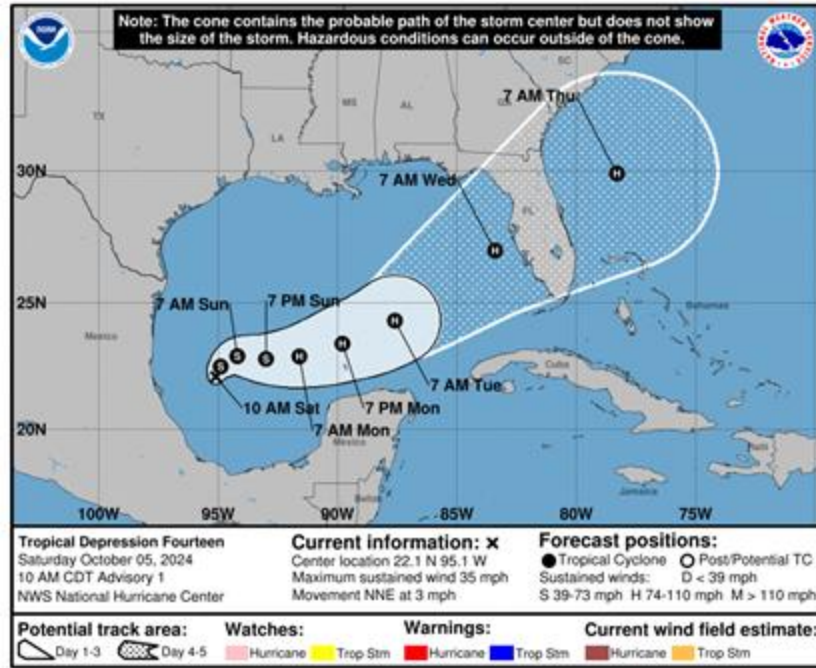 Note: The cone contains the probable path of the storm center but does not show
the size of the storm. Hazardous conditions can occur outside of the cone.
NOAA
SC
7 AM Thu
TX
MS
AL
LA
30N
7 AM Wed
FL
25N
7 AM Sun
7 PM Sun
Bahamas
Mexico
7 AM Tue
Cuba
10 AM Sat
7 PM Mon
7 AM Mon
20N
Mexico
Haiti
Jamaica
Belize
100W 95W 90W 85W 80W 75W
Tropical Depression Fourteen
Saturday October 05, 2024
10 AM CDT Advisory 1
NWS National Hurricane Center
Current information: ×
Center location 22.1 N 95.1 W
Maximum sustained wind 35 mph
Movement NNE at 3 mph
Forecast positions:
● Tropical Cyclone ○ Post/Potential TC
Sustained winds: D < 39 mph
S 39-73 mph H 74-110 mph M > 110 mph
Potential track area:
Day 1-3 Day 4-5
Watches:
Hurricane Trop Stm
Warnings:
Hurricane Trop Stm
Current wind field estimate:
Hurricane Trop Stm